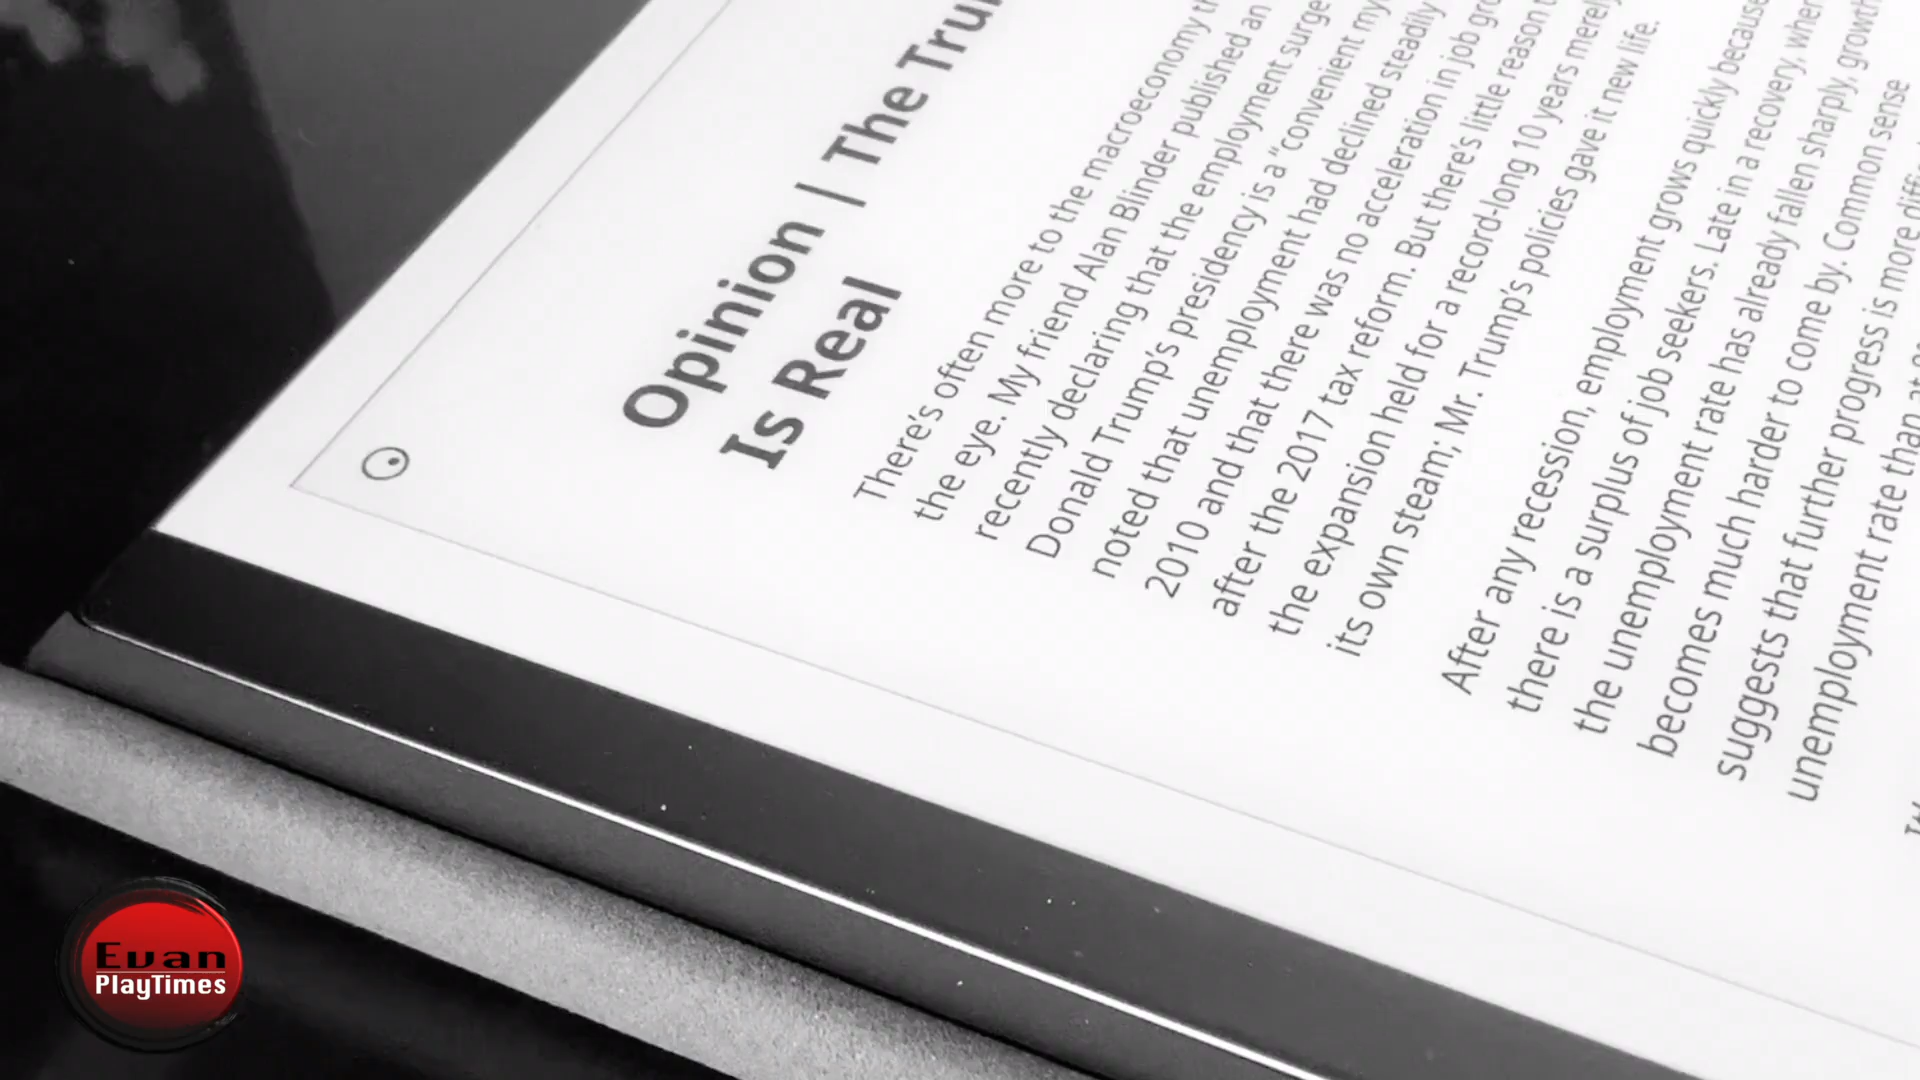 Opinion | The
Is Real
There's often more to the macroeconomy
the eye. My friend Alan Blinder published an
recently declaring that the employment surge
Donald Trump's presidency is a "convenient
noted that unemployment had declined steadily
2010 and that there was no acceleration in job
after the 2017 tax reform. But there's little reason
the expansion held for a record-long 10 years merely
its own steam; Mr. Trump's policies gave it new life.
After any recession, employment grows quickly because
there is a surplus of job seekers. Late in a recovery,
the unemployment rate has already fallen sharply, growth
becomes much harder to come by. Common sense
suggests that further progress is more
unemployment rate than at
Evan
PlayTimes